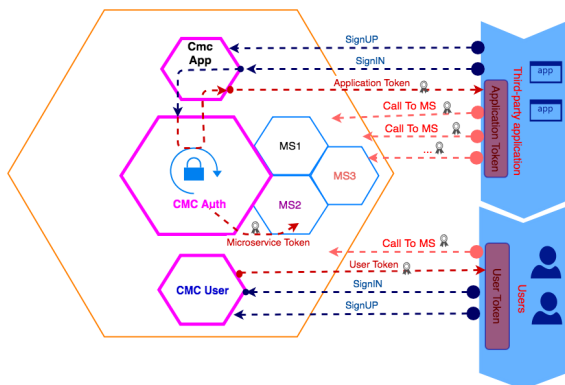 Cmc
App
SignUP
SignIN
Application Token
app
app
Third-party application
Application Token
Call To MS
Call To MS
...
MS1
MS3
MS2
CMC Auth
Microservice Token
Call To MS
User Token
CMC User
SignIN
SignUP
User Token
Users